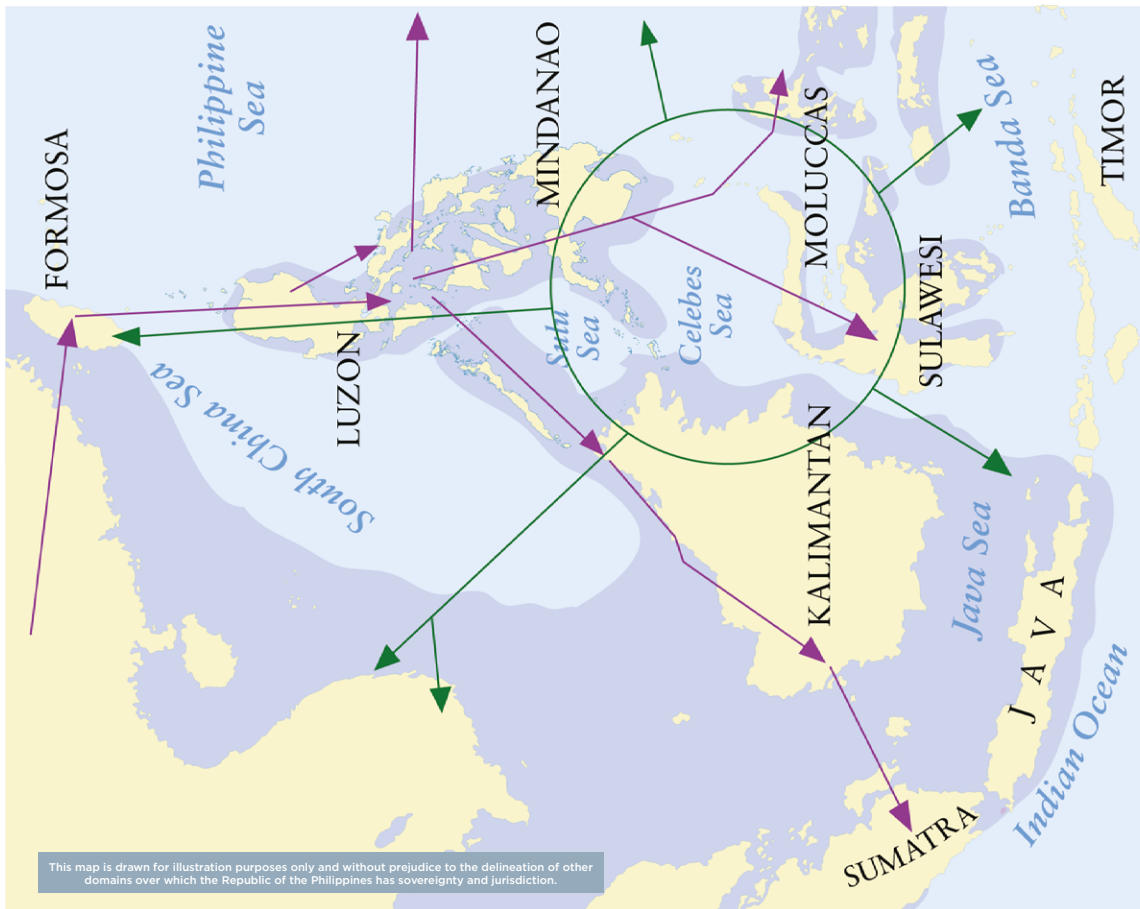 FORMOSA
Philippine
Sea
MINDANAO
LUZON
South China Sea
Sulu
Sea
Celebes
Sea
MOLUCCAS
Banda Sea
TIMOR
SULAWESI
KALIMANTAN
Java Sea
JAVA
Indian Ocean
SUMATRA
This map is drawn for illustration purposes only and without prejudice to the delineation of other
domains over which the Republic of the Philippines has sovereignty and jurisdiction.